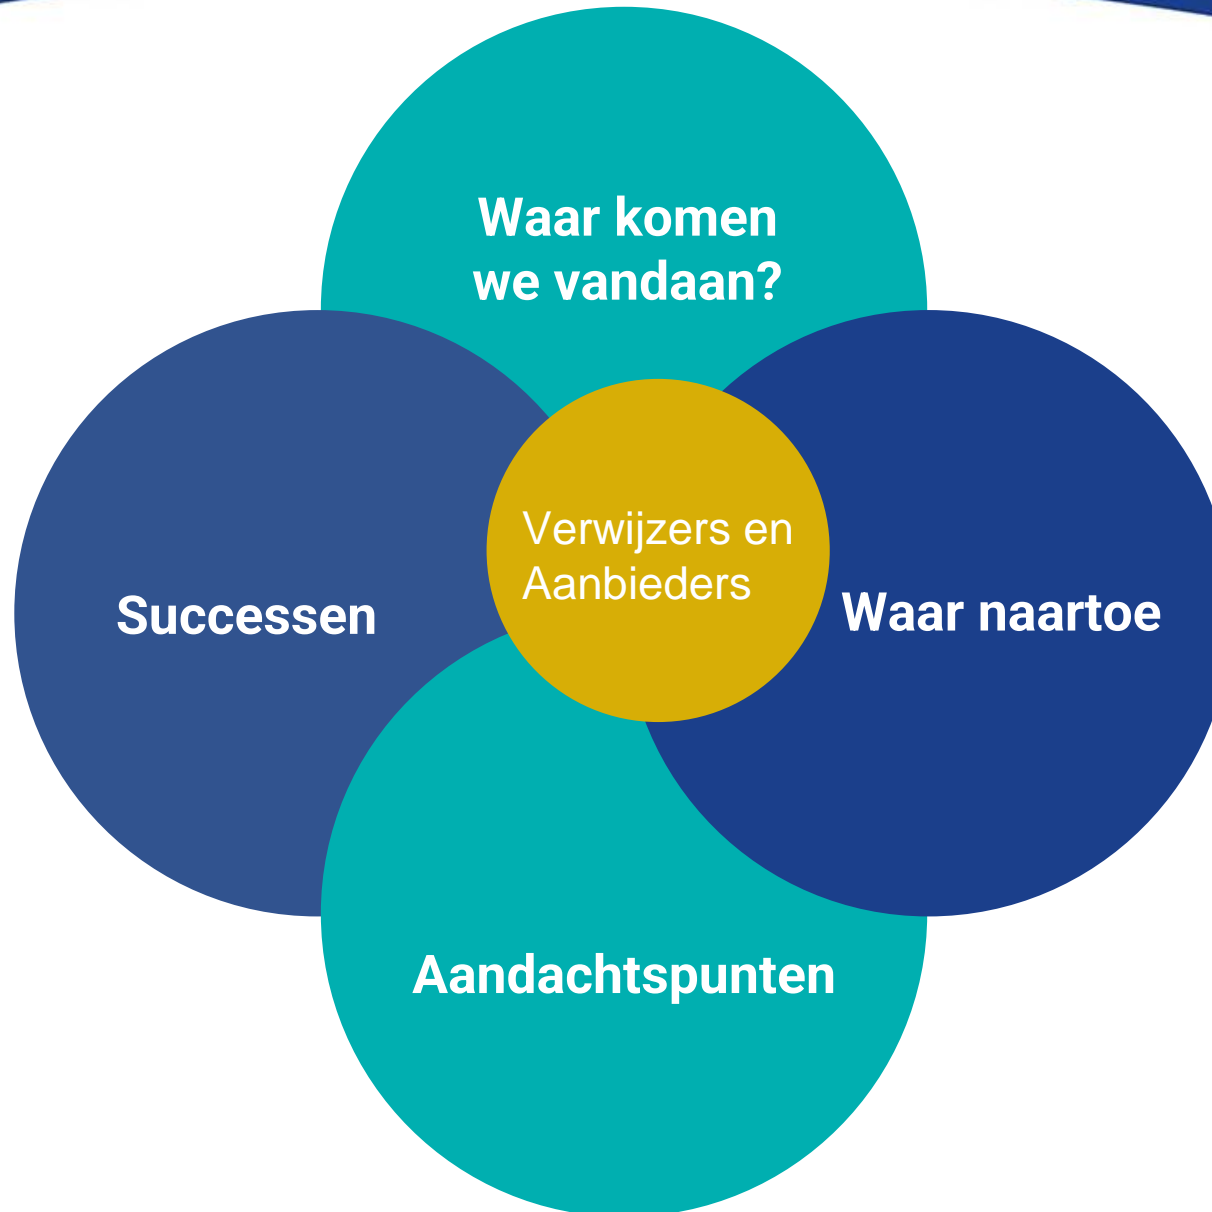 Waar komen
we vandaan?
Verwijzers en
Aanbieders
Successen
Waar naartoe
Aandachtspunten